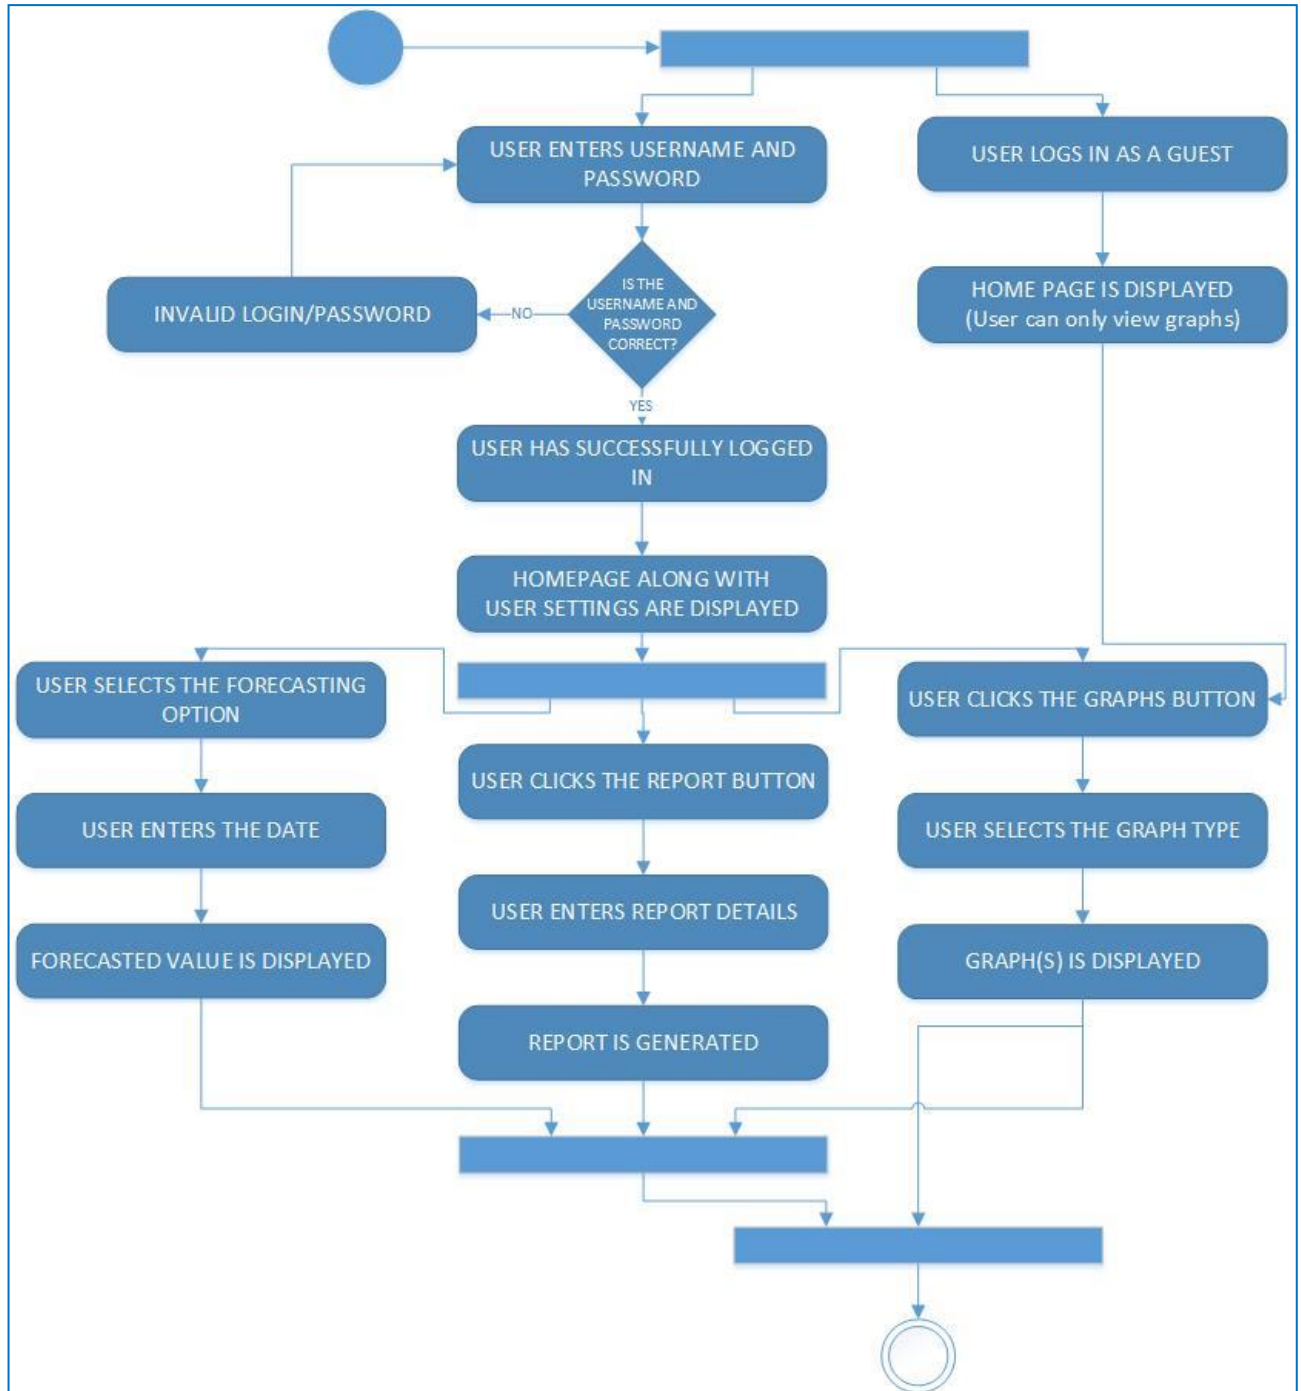 USER ENTERS USERNAME AND
PASSWORD
USER LOGS IN AS A GUEST
IS THE
USERNAME AND
PASSWORD
CORRECT?
NO
INVALID LOGIN/PASSWORD
HOME PAGE IS DISPLAYED
(User can only view graphs)
YES
USER HAS SUCCESSFULLY LOGGED
IN
HOMEPAGE ALONG WITH
USER SETTINGS ARE DISPLAYED
USER SELECTS THE FORECASTING
OPTION
USER CLICKS THE GRAPHS BUTTON
USER CLICKS THE REPORT BUTTON
USER ENTERS THE DATE
USER SELECTS THE GRAPH TYPE
USER ENTERS REPORT DETAILS
FORECASTED VALUE IS DISPLAYED
GRAPH(S) IS DISPLAYED
REPORT IS GENERATED